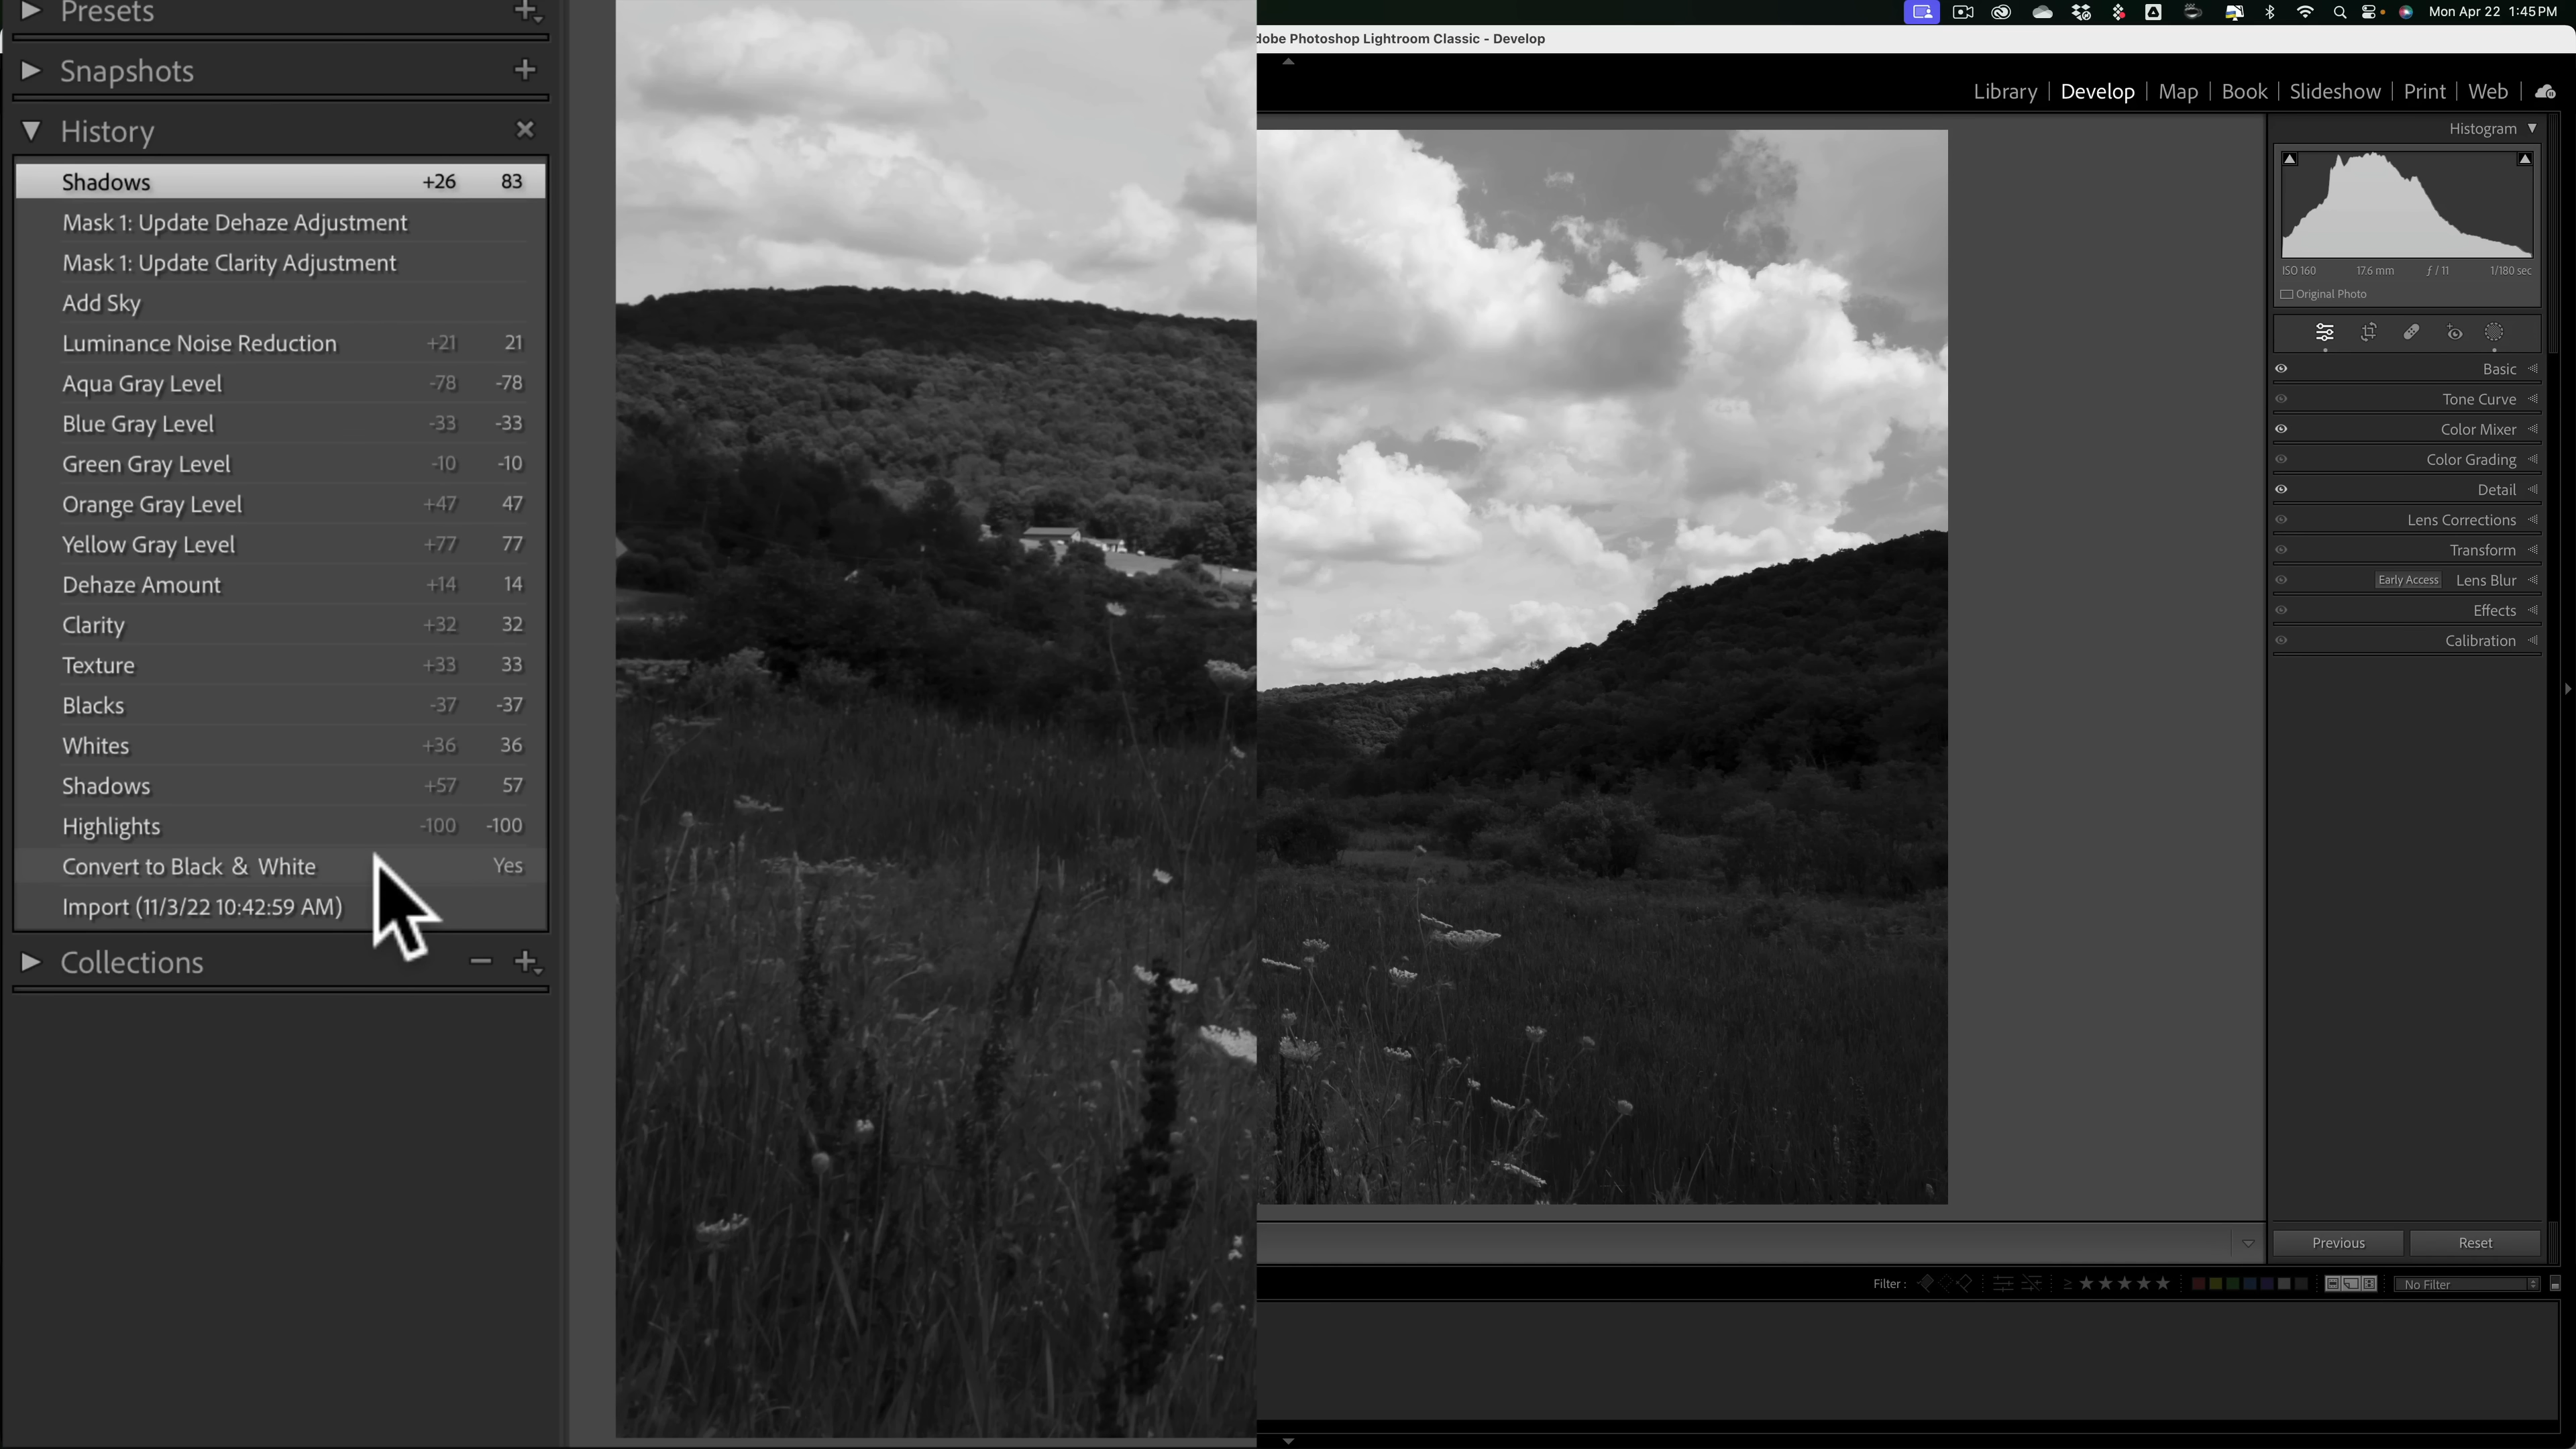 Presets
Snapshots
History
Shadows +26 83
Mask 1: Update Dehaze Adjustment
Mask 1: Update Clarity Adjustment
Add Sky
Luminance Noise Reduction +21 21
Aqua Gray Level -78 -78
Blue Gray Level -33 -33
Green Gray Level -10 -10
Orange Gray Level +47 47
Yellow Gray Level +77 77
Dehaze Amount +14 14
Clarity +32 32
Texture +33 33
Blacks -37 -37
Whites +36 36
Shadows +57 57
Highlights -100 -100
Convert to Black & White Yes
Import (11/3/22 10:42:59 AM)
Collections
Mon Apr 22 1:45 PM
dobe Photoshop Lightroom Classic - Develop
Library | Develop | Map | Book | Slideshow | Print | Web
Histogram
ISO 160 17.6 mm ƒ / 11 1/180 sec
Original Photo
Basic
Tone Curve
Color Mixer
Color Grading
Detail
Lens Corrections
Transform
Early Access Lens Blur
Effects
Calibration
Previous Reset
Filter : ≥ No Filter